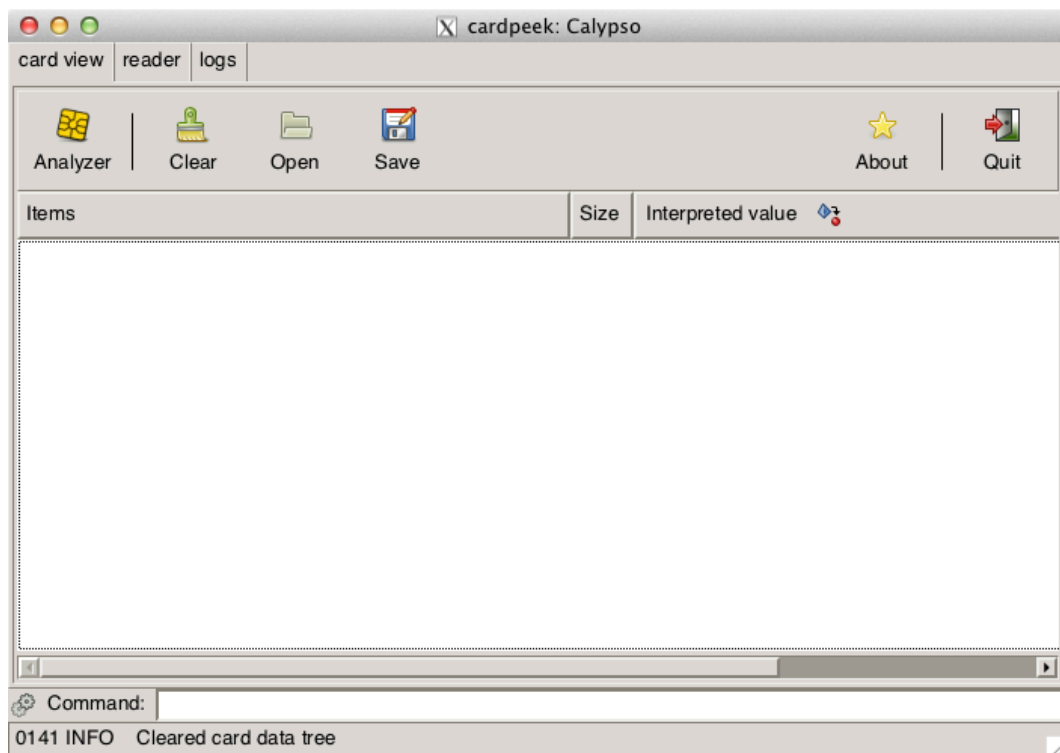 X cardpeek: Calypso
card view reader logs
Analyzer Clear Open Save About Quit
Items Size Interpreted value
Command:
0141 INFO Cleared card data tree